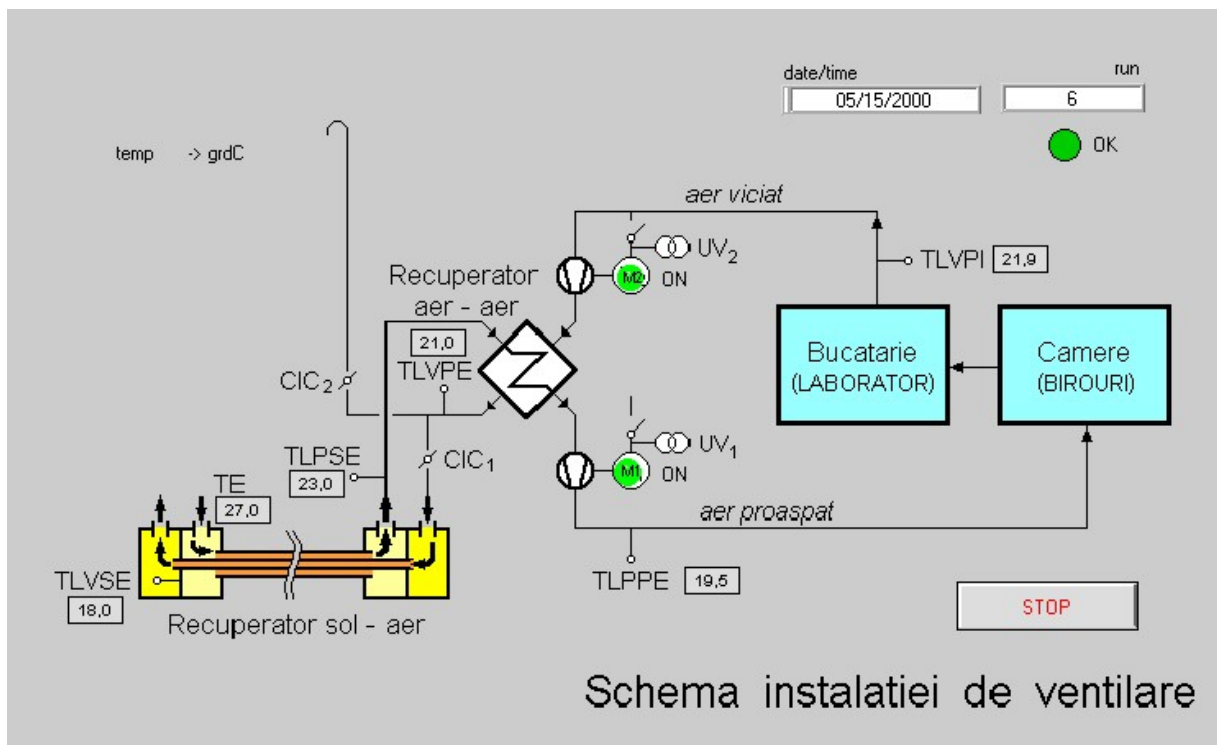 date/time
run
05/15/2000
6
OK
temp -> grdC
aer viciat
UV2
M2
ON
TLVPI
21,9
Recuperator
aer - aer
21,0
TLVPE
Bucatarie
(LABORATOR)
Camere
(BIROURI)
CIC2
CIC1
UV1
M1
ON
TLPSE
23,0
TE
27,0
aer proaspat
TLVSE
18,0
TLPPE
19,5
Recuperator sol - aer
STOP
Schema instalatiei de ventilare